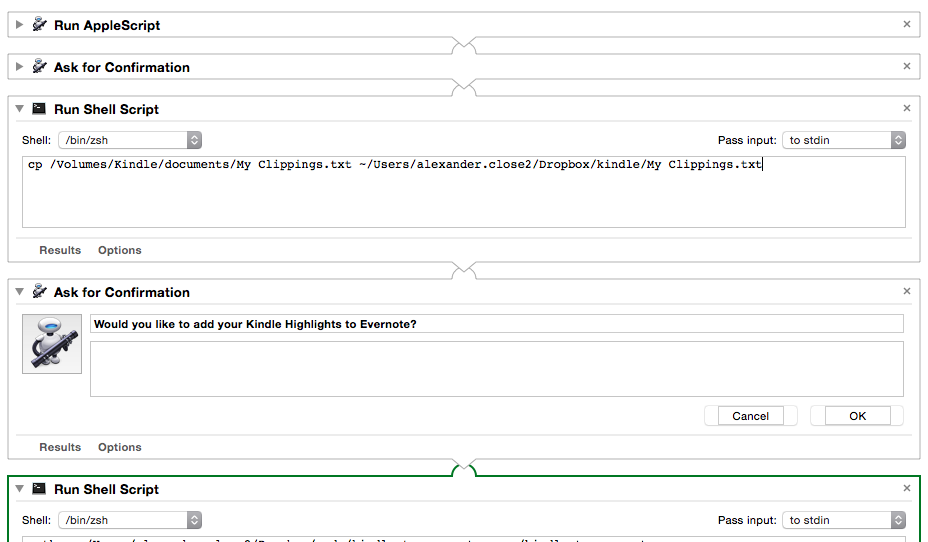 Run AppleScript
Ask for Confirmation
Run Shell Script
Shell: /bin/zsh Pass input: to stdin
cp /Volumes/Kindle/documents/My Clippings.txt ~/Users/alexander.close2/Dropbox/kindle/My Clippings.txt
Results Options
Ask for Confirmation
Would you like to add your Kindle Highlights to Evernote?
Cancel OK
Results Options
Run Shell Script
Shell: /bin/zsh Pass input: to stdin